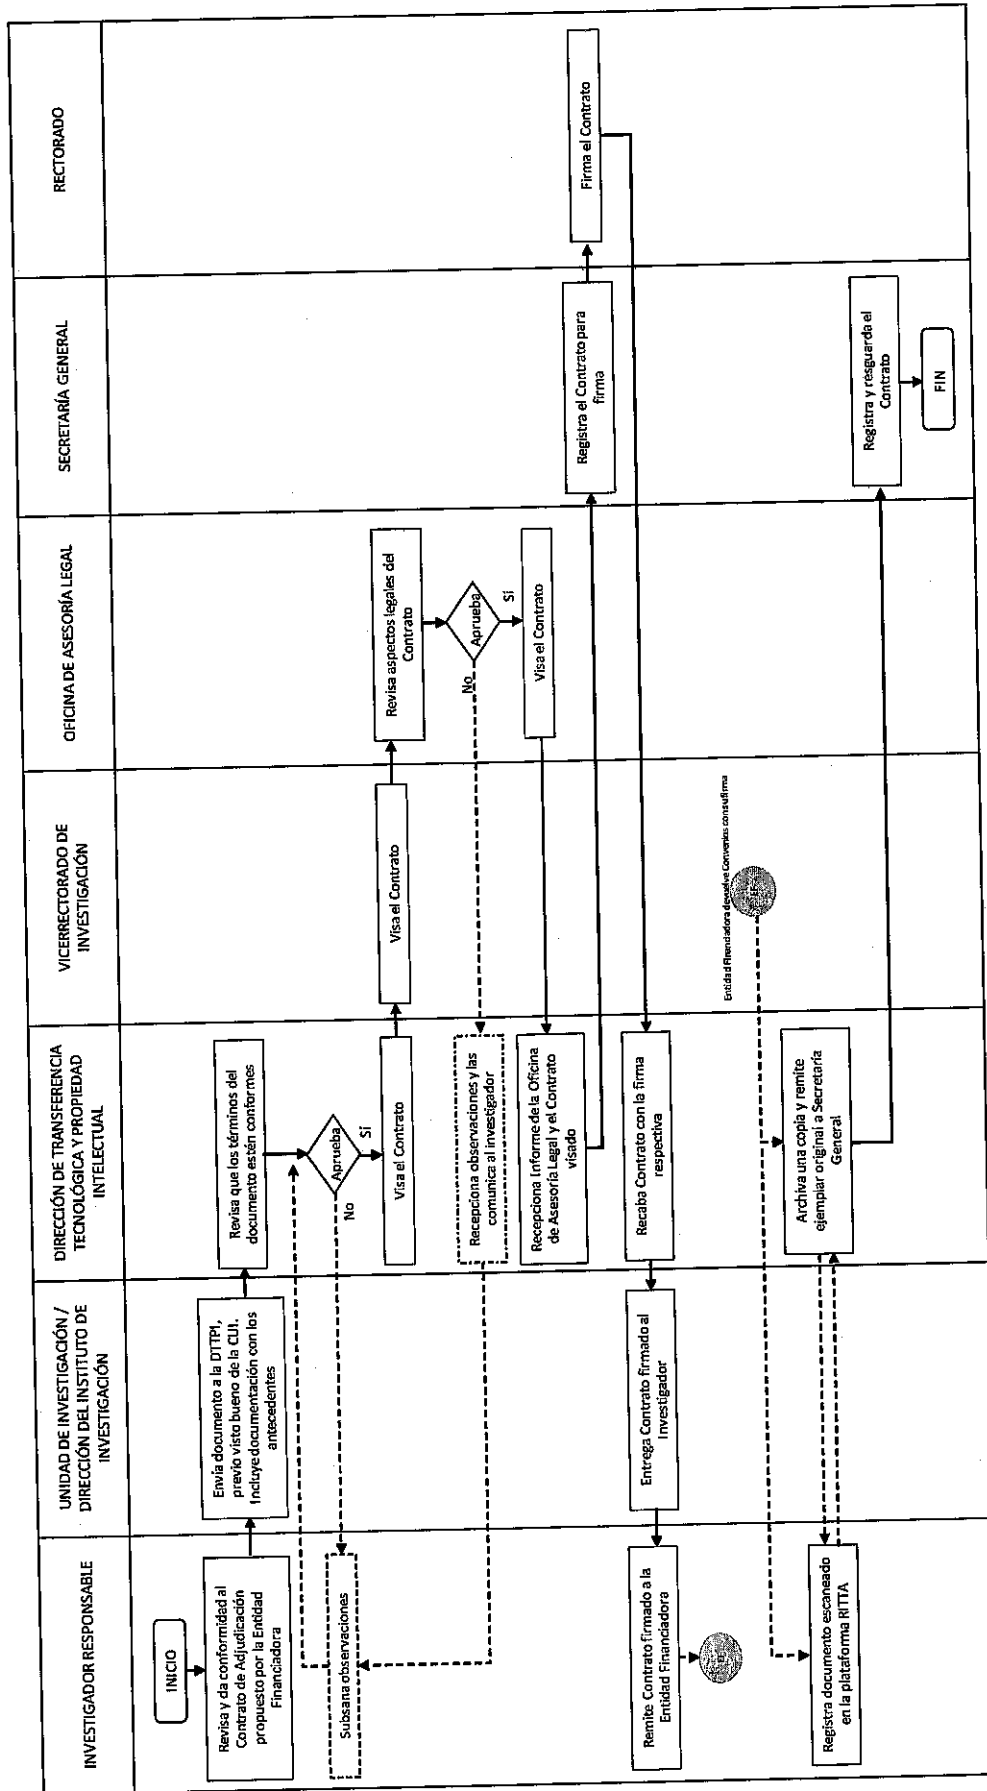 INVESTIGADOR RESPONSABLE
UNIDAD DE INVESTIGACIÓN /
DIRECCIÓN DEL INSTITUTO DE
INVESTIGACIÓN
DIRECCIÓN DE TRANSFERENCIA
TECNOLÓGICA Y PROPIEDAD
INTELECTUAL
VICERRECTORADO DE
INVESTIGACIÓN
OFICINA DE ASESORÍA LEGAL
SECRETARÍA GENERAL
RECTORADO
INICIO
Revisa y da conformidad al
Contrato de Adjudicación
propuesto por la Entidad
Financiadora
Envía documento a la DTTPI,
previo visto bueno de la CUI.
Incluye documentación con los
antecedentes
Revisa que los términos del
documento estén conformes
Aprueba
No
Sí
Subsana observaciones
Visa el Contrato
Visa el Contrato
Revisa aspectos legales del
Contrato
Aprueba
No
Sí
Recepciona observaciones y las
comunica al investigador
Visa el Contrato
Recepciona Informe de la Oficina
de Asesoría Legal y el Contrato
visado
Registra el Contrato para
firma
Firma el Contrato
Recaba Contrato con la firma
respectiva
Entrega Contrato firmado al
Investigador
Remite Contrato firmado a la
Entidad Financiadora
Entidad Financiadora devuelve Convenios con su firma
Archiva una copia y remite
ejemplar original a Secretaría
General
Registra documento escaneado
en la plataforma RITTA
Registra y resguarda el
Contrato
FIN